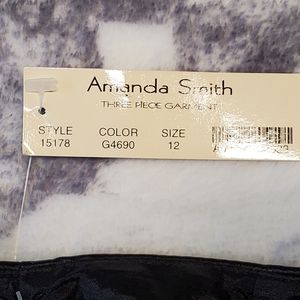 Amanda Smith
THREE PIECE GARMENT
STYLE COLOR SIZE
15178 G4690 12